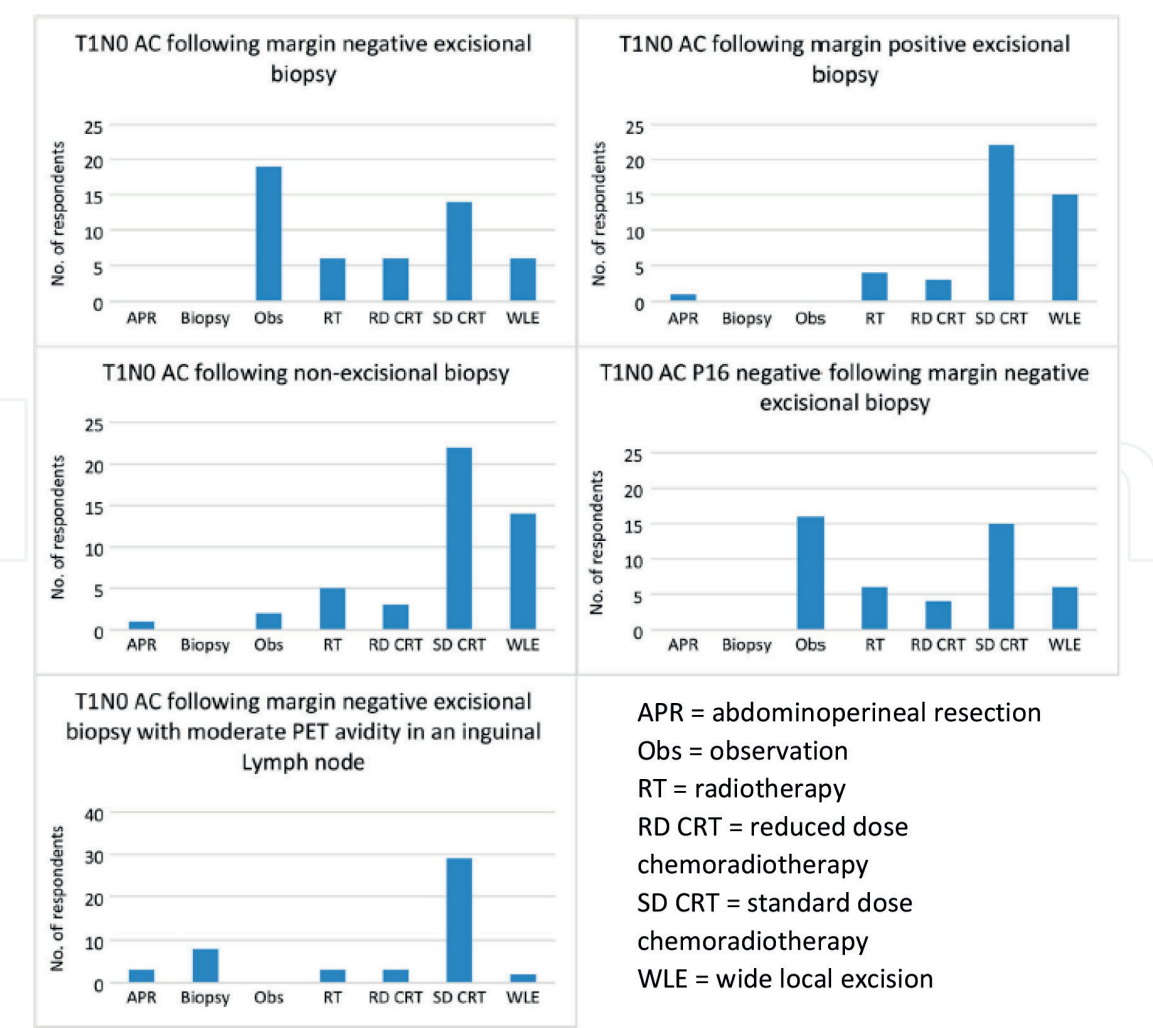 T1N0 AC following margin negative excisional
biopsy
No. of respondents
25
20
15
10
5
0
APR Biopsy Obs RT RD CRT SD CRT WLE
T1N0 AC following margin positive excisional
biopsy
No. of respondents
25
20
15
10
5
0
APR Biopsy Obs RT RD CRT SD CRT WLE
T1N0 AC following non-excisional biopsy
No. of respondents
25
20
15
10
5
0
APR Biopsy Obs RT RD CRT SD CRT WLE
T1N0 AC P16 negative following margin negative
excisional biopsy
No. of respondents
25
20
15
10
5
0
APR Biopsy Obs RT RD CRT SD CRT WLE
T1N0 AC following margin negative excisional
biopsy with moderate PET avidity in an inguinal
Lymph node
No. of respondents
40
30
20
10
0
APR Biopsy Obs RT RD CRT SD CRT WLE
APR = abdominoperineal resection
Obs = observation
RT = radiotherapy
RD CRT = reduced dose
chemoradiotherapy
SD CRT = standard dose
chemoradiotherapy
WLE = wide local excision